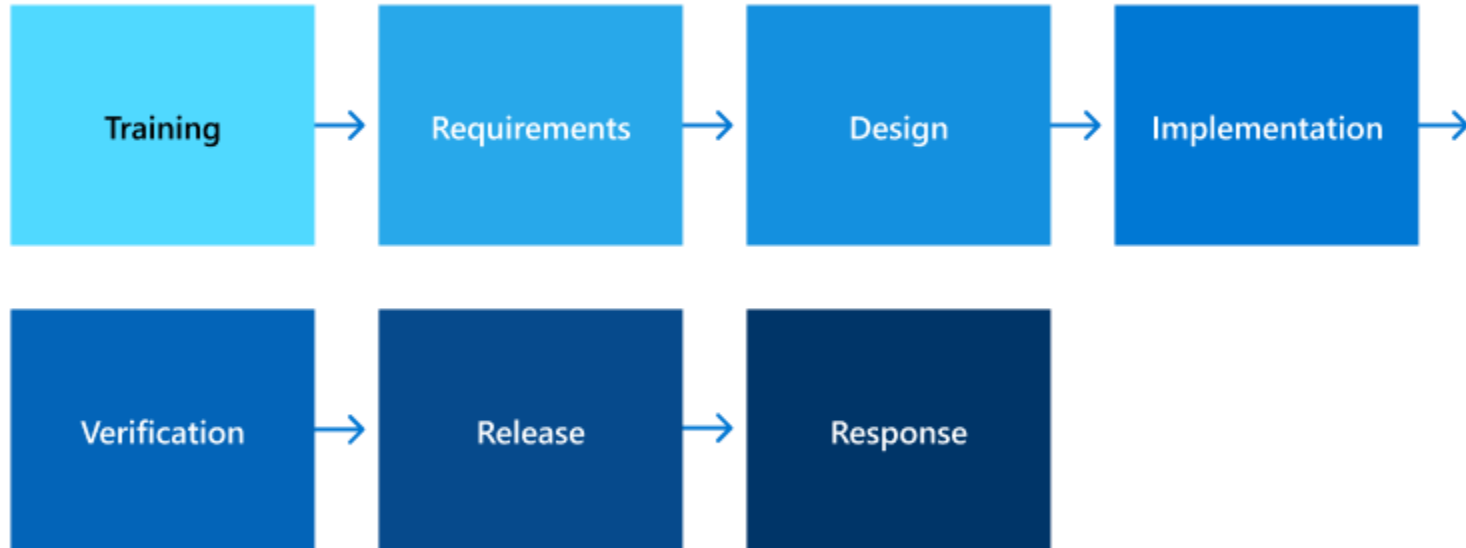 Training
Requirements
Design
Implementation
Verification
Release
Response